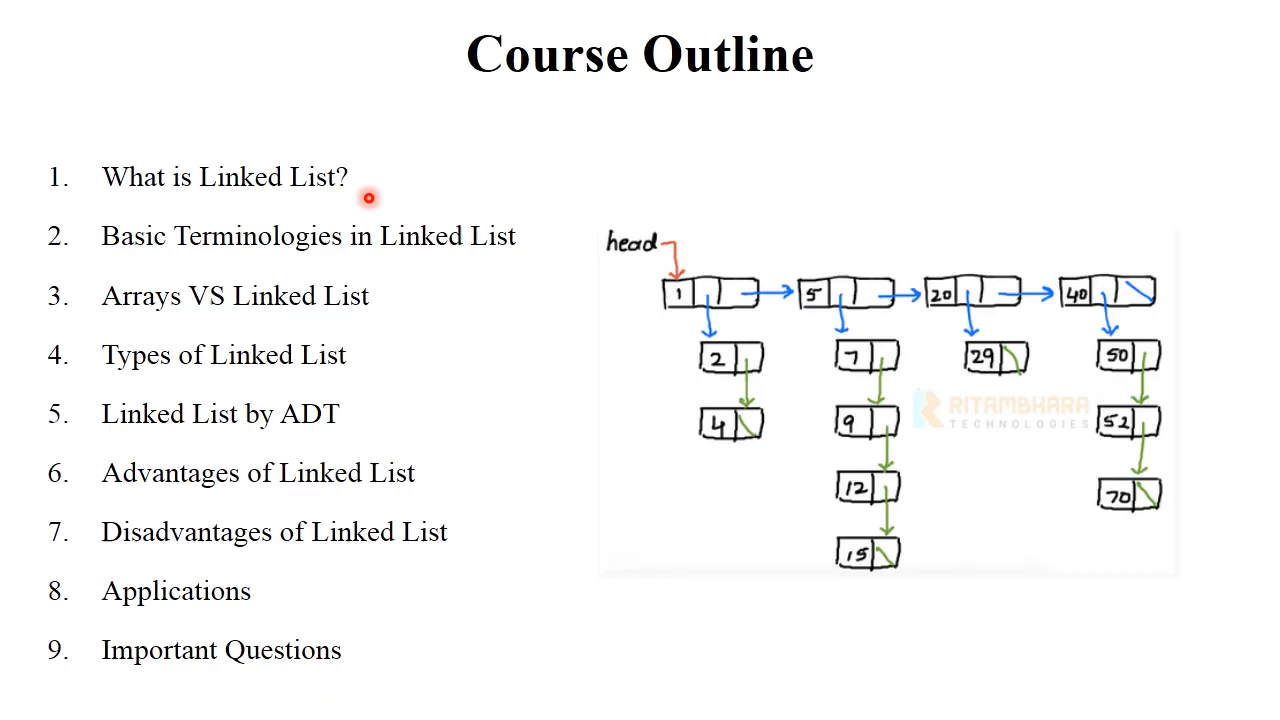 Course Outline
1. What is Linked List?
2. Basic Terminologies in Linked List
3. Arrays VS Linked List
4. Types of Linked List
5. Linked List by ADT
6. Advantages of Linked List
7. Disadvantages of Linked List
8. Applications
9. Important Questions
head
1 5 20 40
2 7 29 50
4 9 52
12 70
15
RITAMBHARA
TECHNOLOGIES